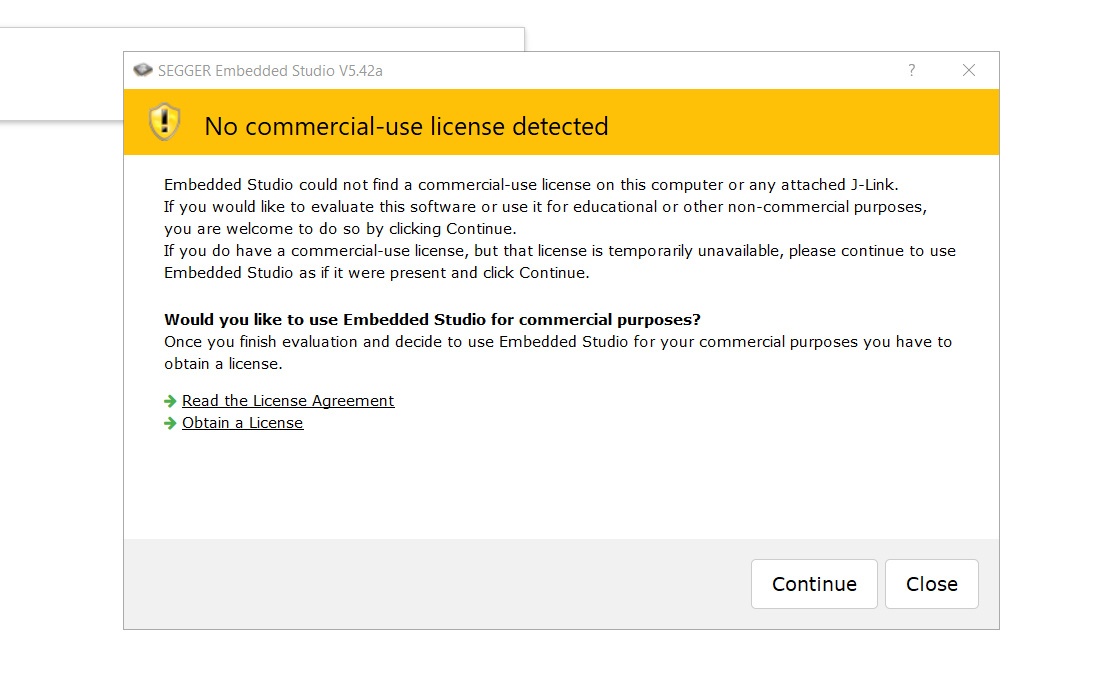 SEGGER Embedded Studio V5.42a
?
No commercial-use license detected
Embedded Studio could not find a commercial-use license on this computer or any attached J-Link.
If you would like to evaluate this software or use it for educational or other non-commercial purposes,
you are welcome to do so by clicking Continue.
If you do have a commercial-use license, but that license is temporarily unavailable, please continue to use
Embedded Studio as if it were present and click Continue.
Would you like to use Embedded Studio for commercial purposes?
Once you finish evaluation and decide to use Embedded Studio for your commercial purposes you have to
obtain a license.
Read the License Agreement
Obtain a License
Continue Close